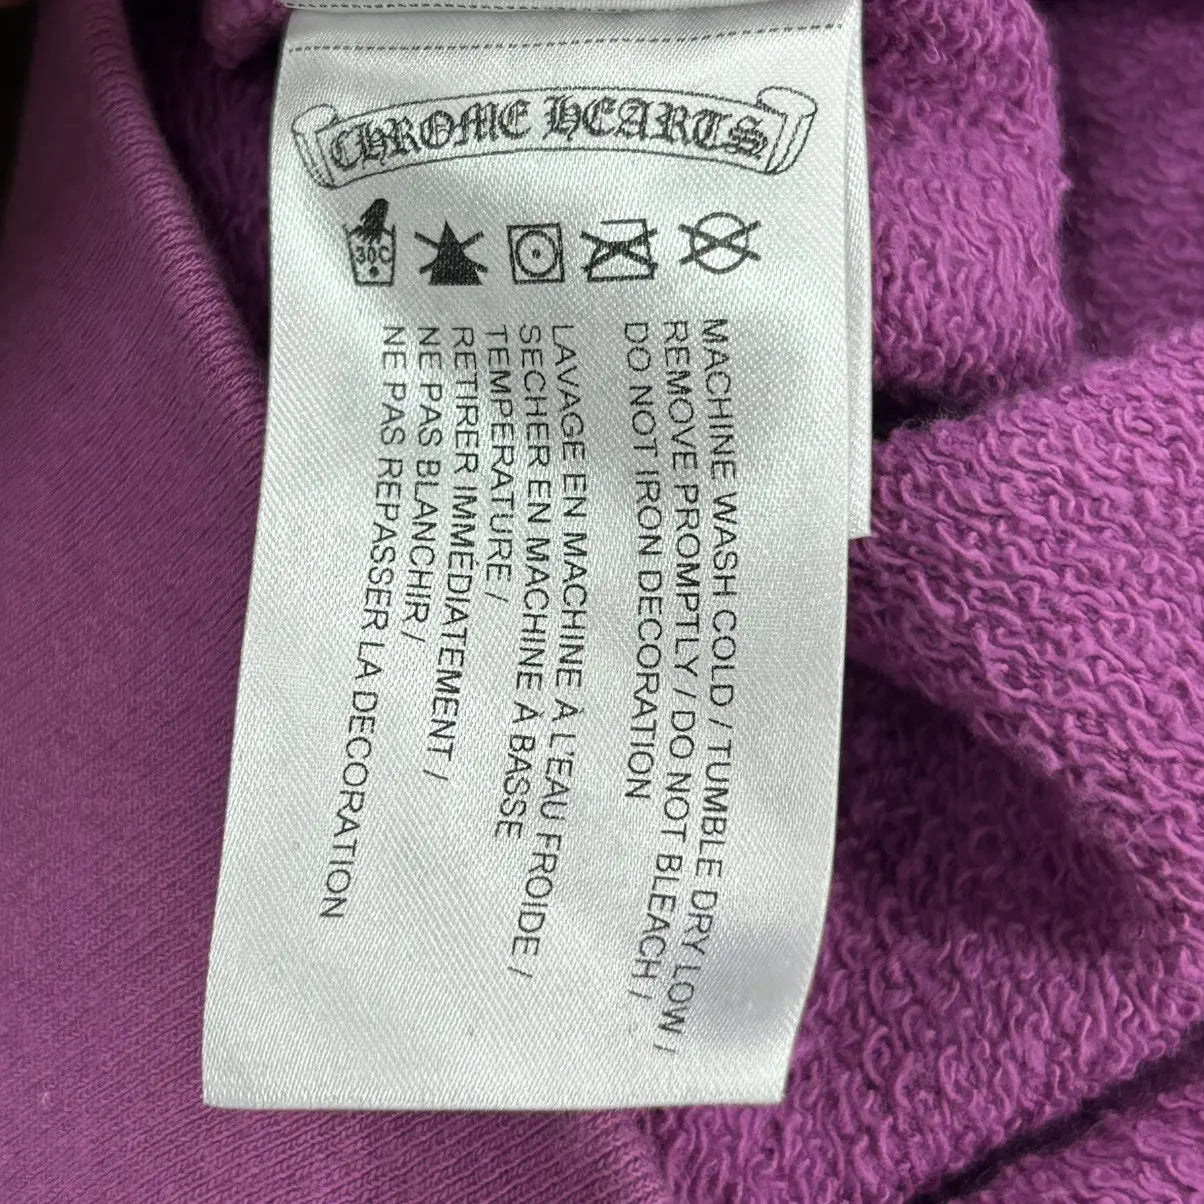 CHROME HEARTS
30C
MACHINE WASH COLD / TUMBLE DRY LOW /
REMOVE PROMPTLY / DO NOT BLEACH /
DO NOT IRON DECORATION
LAVAGE EN MACHINE À L'EAU FROIDE /
SECHER EN MACHINE À BASSE
TEMPERATURE /
RETIRER IMMÉDIATEMENT /
NE PAS BLANCHIR /
NE PAS REPASSER LA DECORATION